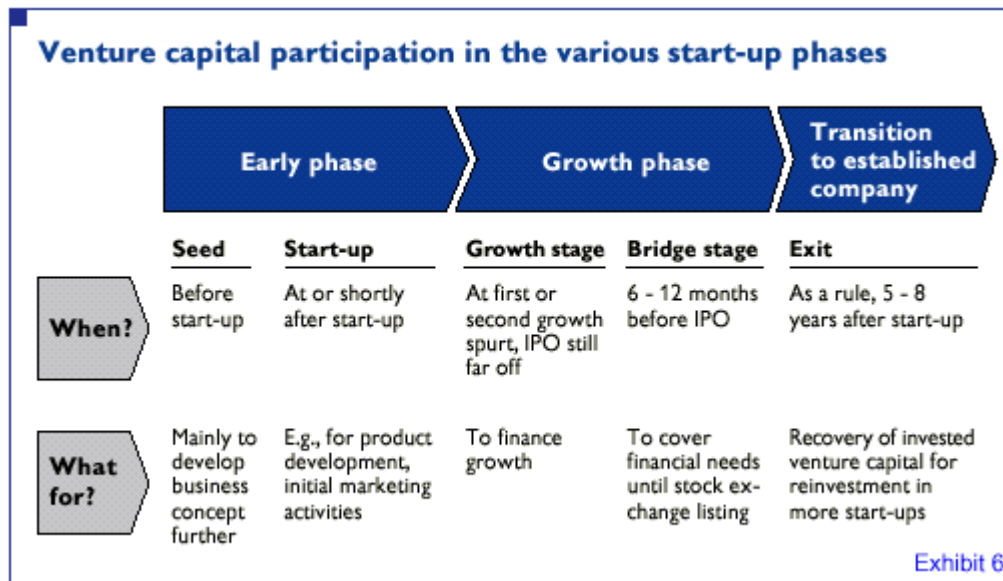 Venture capital participation in the various start-up phases
Early phase
Growth phase
Transition
to established
company
Seed
Start-up
Growth stage
Bridge stage
Exit
When?
Before
start-up
At or shortly
after start-up
At first or
second growth
spurt, IPO still
far off
6 - 12 months
before IPO
As a rule, 5 - 8
years after start-up
What
for?
Mainly to
develop
business
concept
further
E.g., for product
development,
initial marketing
activities
To finance
growth
To cover
financial needs
until stock ex-
change listing
Recovery of invested
venture capital for
reinvestment in
more start-ups
Exhibit 6